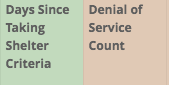 Days Since
Taking
Shelter
Criteria
Denial of
Service
Count